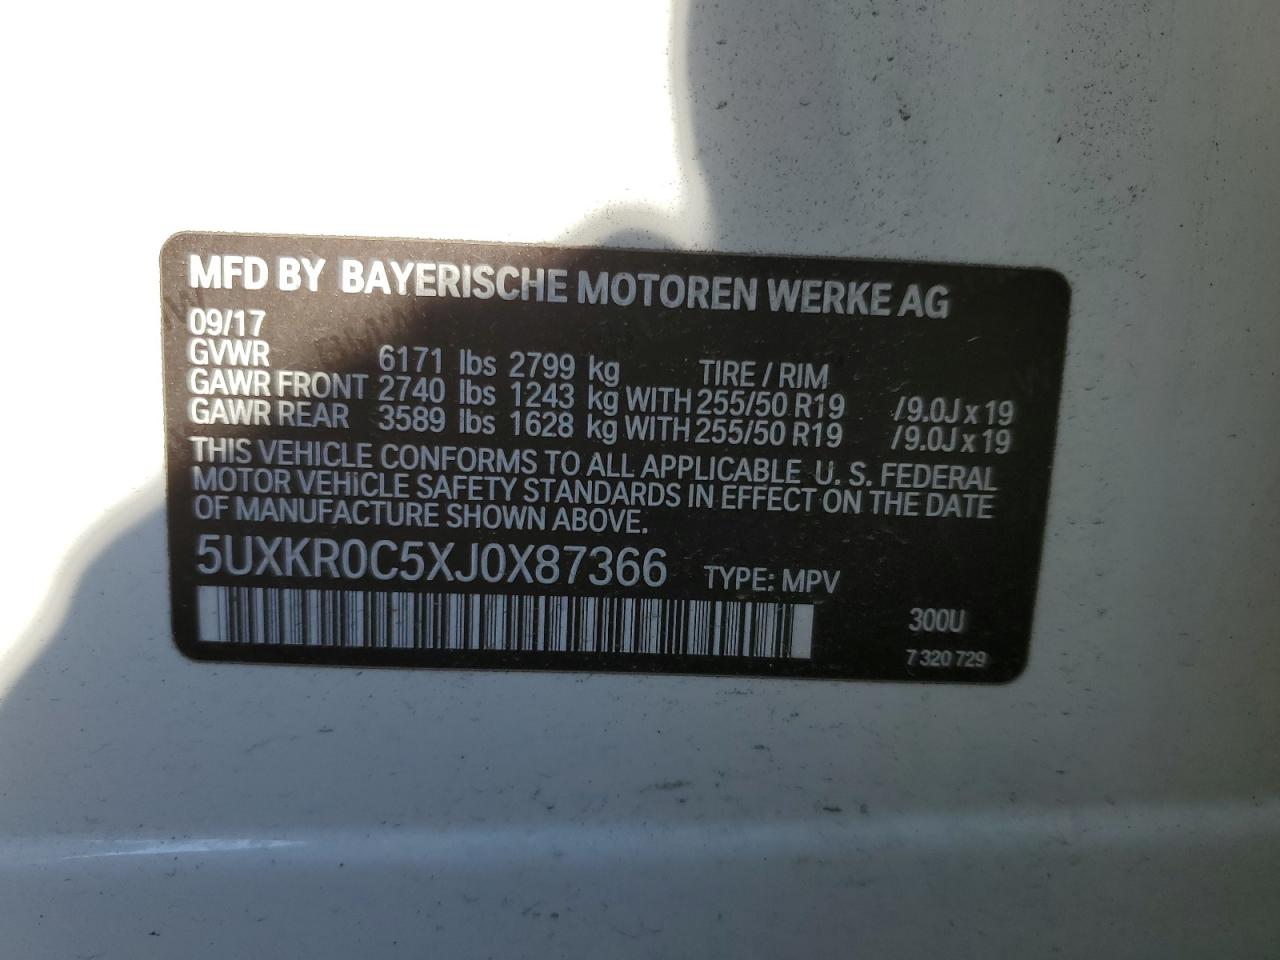 MFD BY BAYERISCHE MOTOREN WERKE AG
09/17
GVWR 6171 lbs 2799 kg TIRE / RIM
GAWR FRONT 2740 lbs 1243 kg WITH 255/50 R19 /9.0J x 19
GAWR REAR 3589 lbs 1628 kg WITH 255/50 R19 /9.0J x 19
THIS VEHICLE CONFORMS TO ALL APPLICABLE U. S. FEDERAL
MOTOR VEHICLE SAFETY STANDARDS IN EFFECT ON THE DATE
OF MANUFACTURE SHOWN ABOVE.
5UXKR0C5XJ0X87366 TYPE: MPV
300U
7 320 729